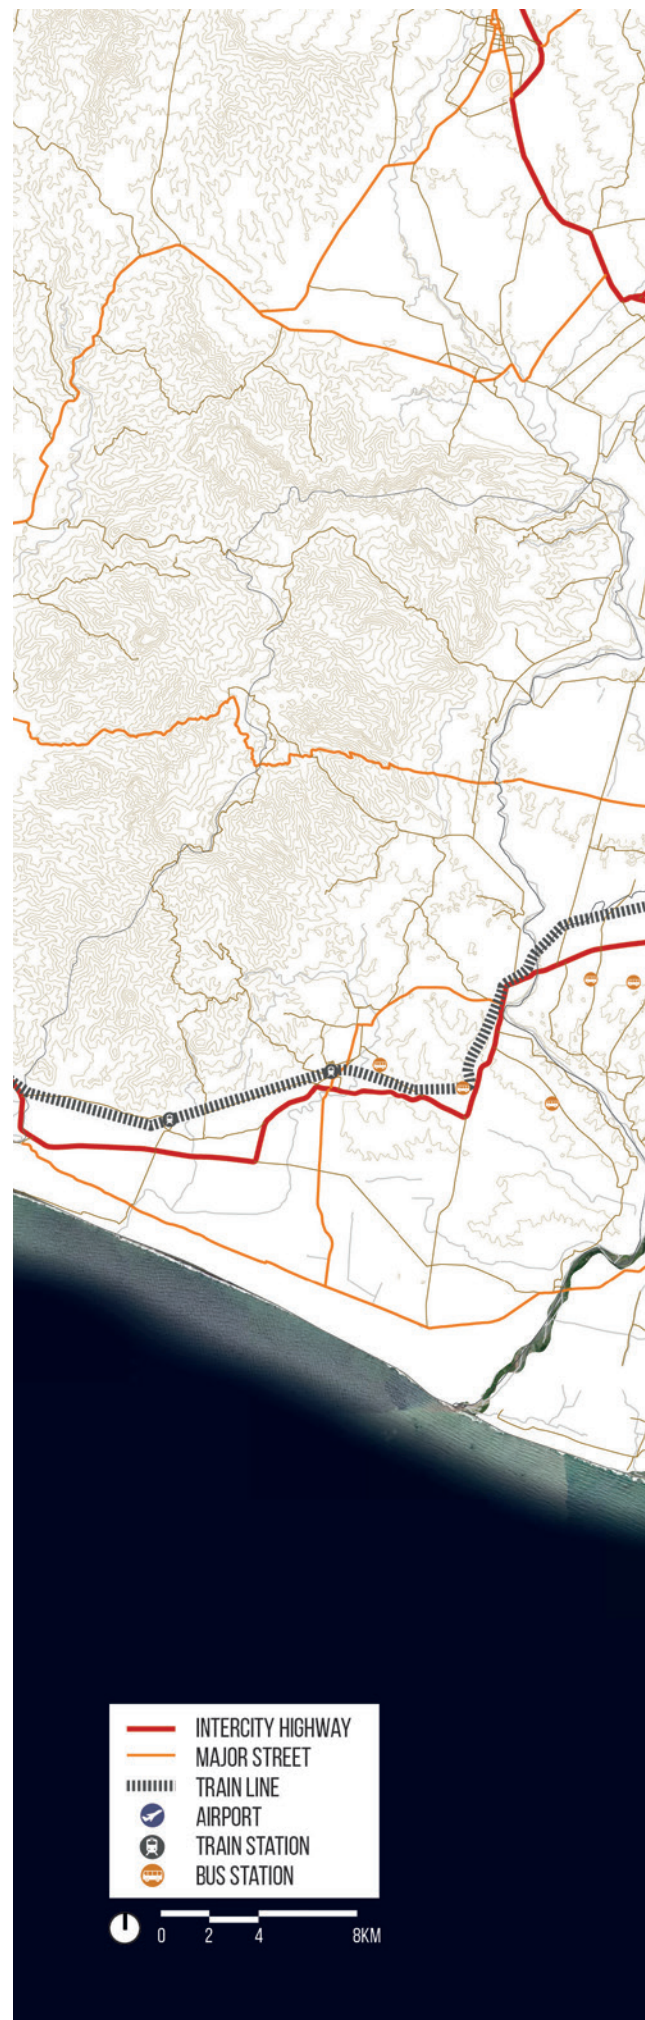 INTERCITY HIGHWAY
MAJOR STREET
TRAIN LINE
AIRPORT
TRAIN STATION
BUS STATION
0 2 4 8KM